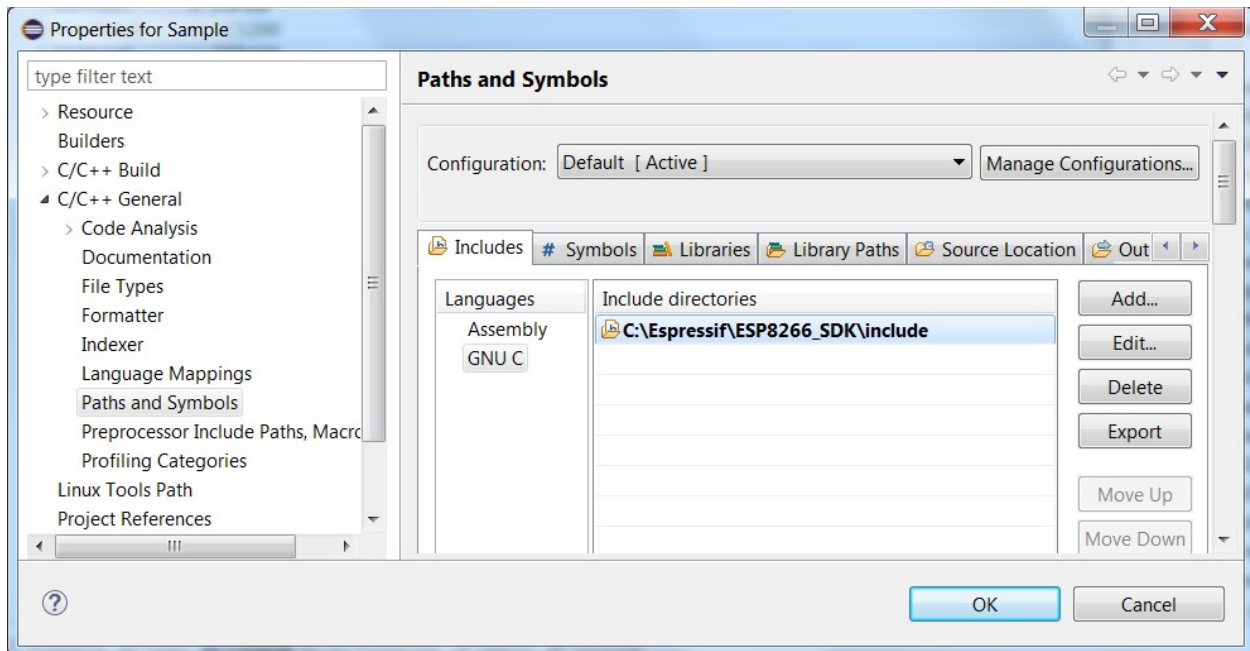 Properties for Sample
type filter text
Resource
Builders
C/C++ Build
C/C++ General
Code Analysis
Documentation
File Types
Formatter
Indexer
Language Mappings
Paths and Symbols
Preprocessor Include Paths, Macro
Profiling Categories
Linux Tools Path
Project References
Paths and Symbols
Configuration: Default [ Active ] Manage Configurations...
Includes # Symbols Libraries Library Paths Source Location Out
Languages
Assembly
GNU C
Include directories
C:\Espressif\ESP8266_SDK\include
Add...
Edit...
Delete
Export
Move Up
Move Down
OK Cancel